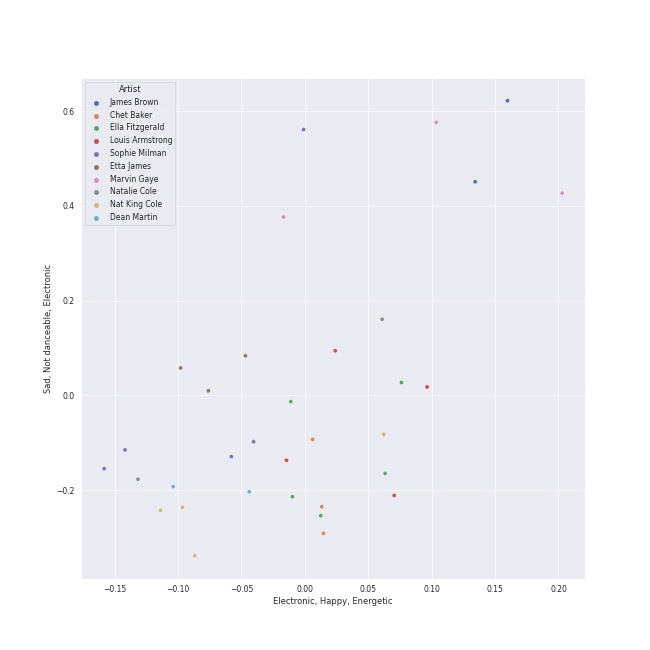 Artist
James Brown
Chet Baker
Ella Fitzgerald
Louis Armstrong
Sophie Milman
Etta James
Marvin Gaye
Natalie Cole
Nat King Cole
Dean Martin
0.6
0.4
0.2
0.0
−0.2
Sad, Not danceable, Electronic
−0.15
−0.10
−0.05
0.00
0.05
0.10
0.15
0.20
Electronic, Happy, Energetic